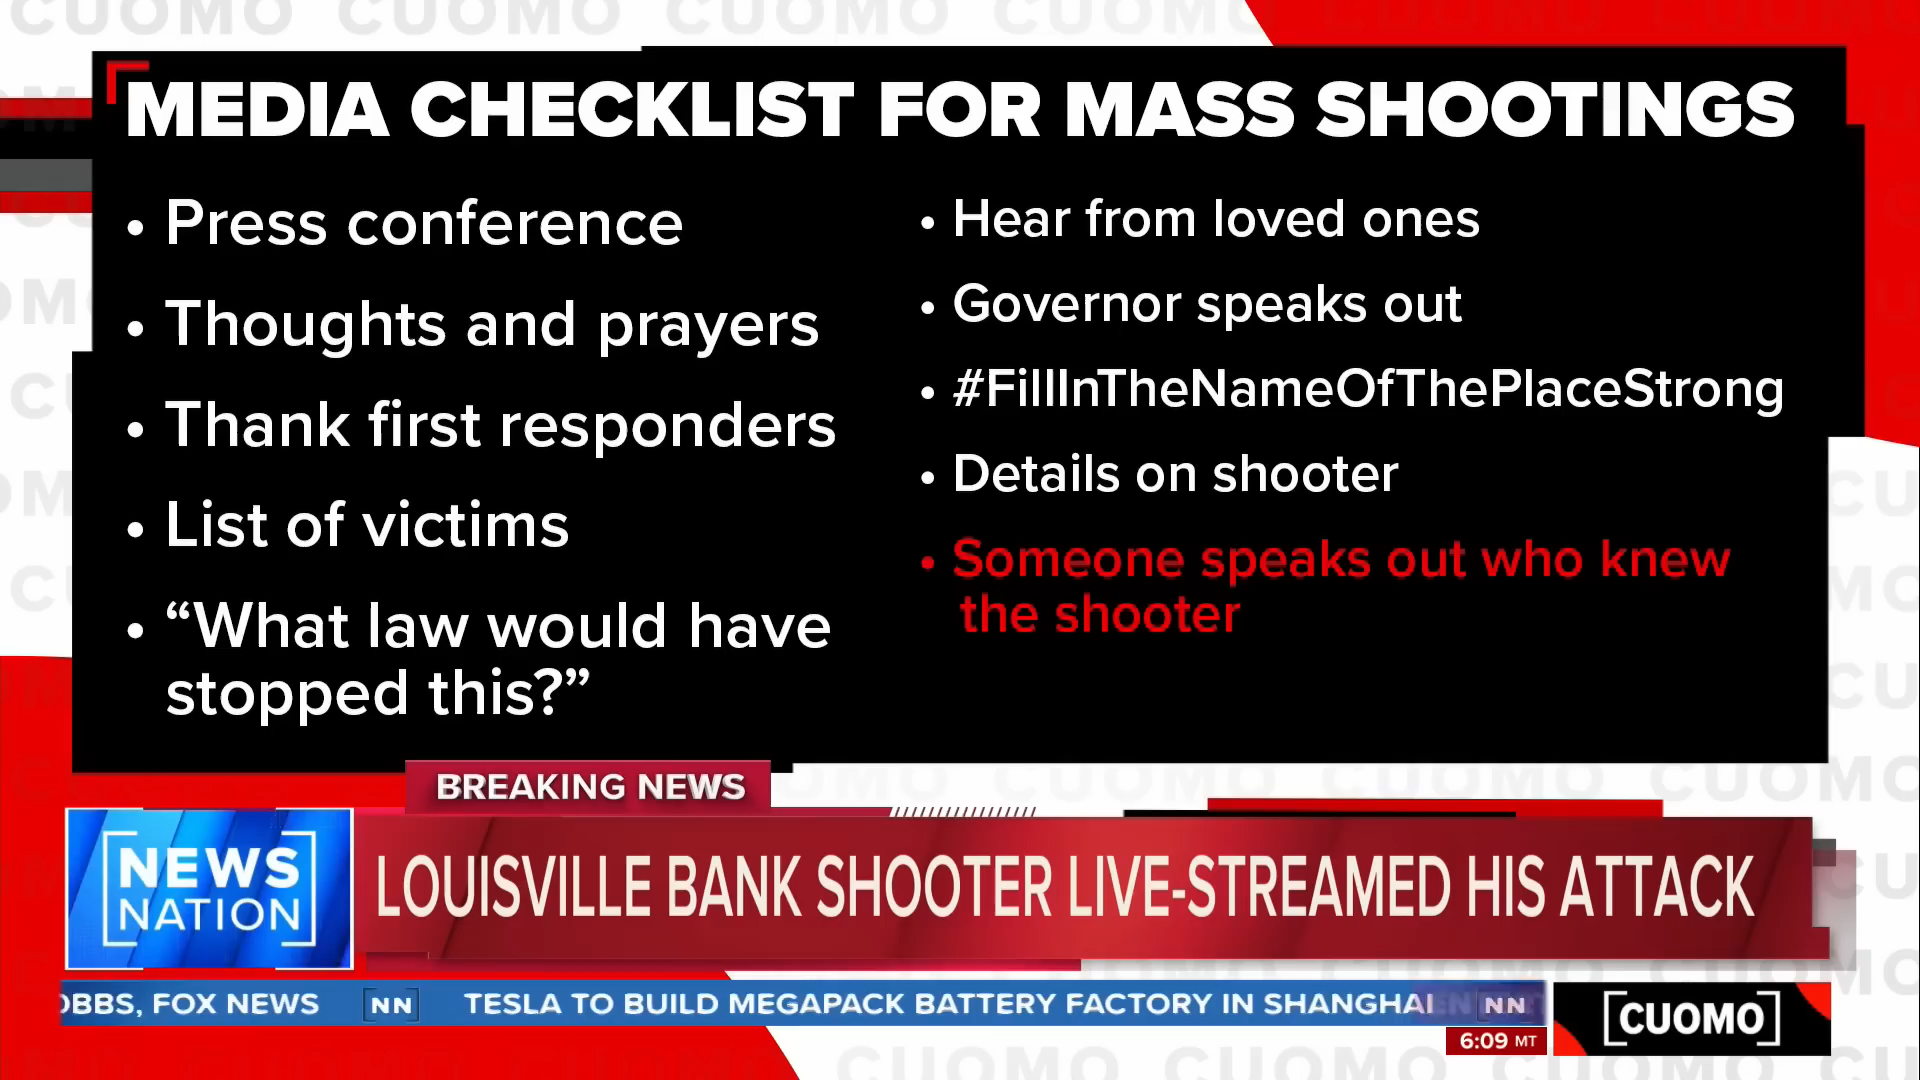 MEDIA CHECKLIST FOR MASS SHOOTINGS
• Press conference
• Thoughts and prayers
• Thank first responders
• List of victims
• “What law would have
stopped this?”
• Hear from loved ones
• Governor speaks out
• #FillInTheNameOfThePlaceStrong
• Details on shooter
• Someone speaks out who knew
the shooter
BREAKING NEWS
NEWS
NATION
LOUISVILLE BANK SHOOTER LIVE-STREAMED HIS ATTACK
OBBS, FOX NEWS NN TESLA TO BUILD MEGAPACK BATTERY FACTORY IN SHANGHAI NN
6:09 MT
CUOMO